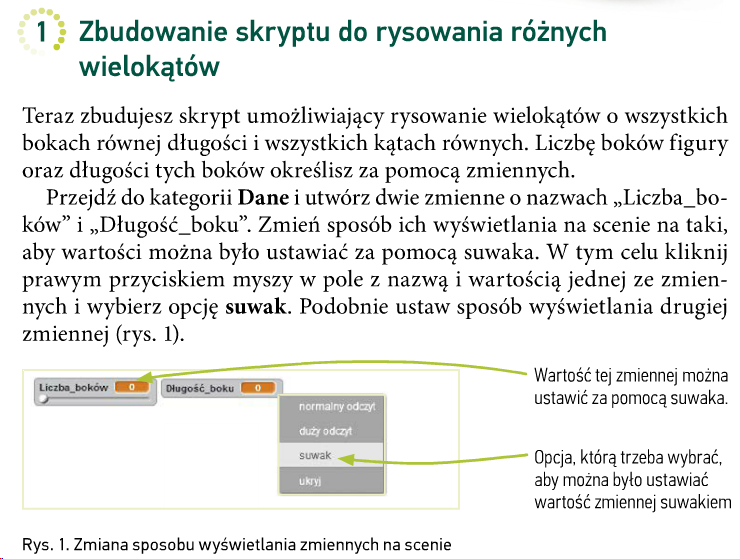 1 Zbudowanie skryptu do rysowania różnych
wielokątów
Teraz zbudujesz skrypt umożliwiający rysowanie wielokątów o wszystkich
bokach równej długości i wszystkich kątach równych. Liczbę boków figury
oraz długości tych boków określisz za pomocą zmiennych.
Przejdź do kategorii Dane i utwórz dwie zmienne o nazwach „Liczba_bo-
ków” i „Długość_boku”. Zmień sposób ich wyświetlania na scenie na taki,
aby wartości można było ustawiać za pomocą suwaka. W tym celu kliknij
prawym przyciskiem myszy w pole z nazwą i wartością jednej ze zmien-
nych i wybierz opcję suwak. Podobnie ustaw sposób wyświetlania drugiej
zmiennej (rys. 1).
Liczba_boków 0 Długość_boku 0
normalny odczyt
duży odczyt
suwak
ukryj
Wartość tej zmiennej można
ustawić za pomocą suwaka.
Opcja, którą trzeba wybrać,
aby można było ustawiać
wartość zmiennej suwakiem
Rys. 1. Zmiana sposobu wyświetlania zmiennych na scenie